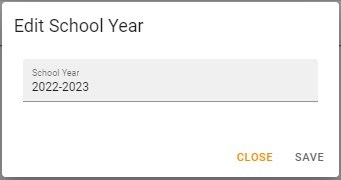 Edit School Year
School Year
2022-2023
CLOSE SAVE